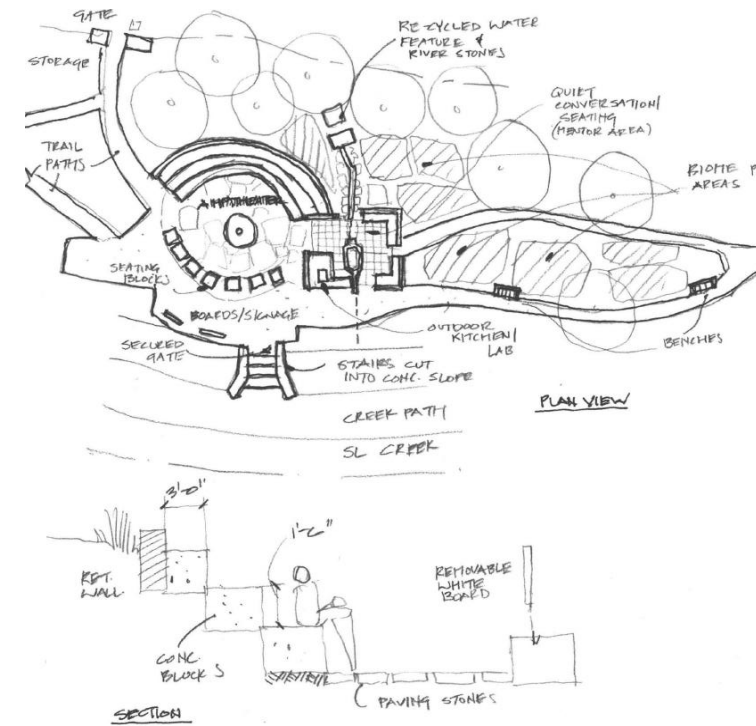 GATE
STORAGE
TRAIL
PATHS
RECYCLED WATER
FEATURE &
RIVER STONES
QUIET
CONVERSATION/
SEATING
(MENTOR AREA)
BIOME P
AREAS
AMPHITHEATER
SEATING
BLOCKS
BOARDS/SIGNAGE
SECURED
GATE
STAIRS CUT
INTO CONC. SLOPE
OUTDOOR
KITCHEN/
LAB
BENCHES
PLAN VIEW
CREEK PATH
SL CREEK
3'-0"
1'-6"
RET.
WALL.
CONC.
BLOCKS
REMOVABLE
WHITE
BOARD
PAVING STONES
SECTION